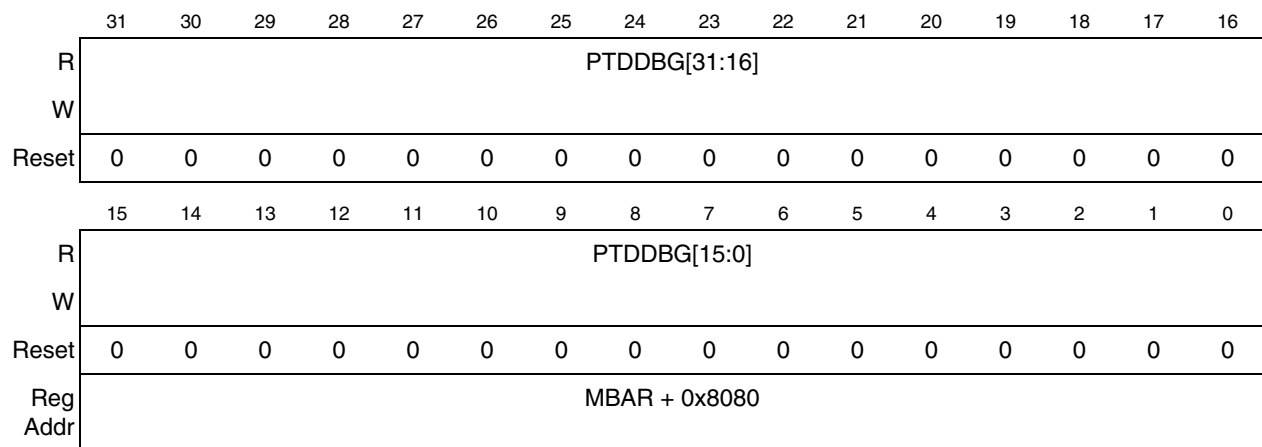 31 30 29 28 27 26 25 24 23 22 21 20 19 18 17 16
R PTDDBG[31:16]
W
Reset 0 0 0 0 0 0 0 0 0 0 0 0 0 0 0 0
15 14 13 12 11 10 9 8 7 6 5 4 3 2 1 0
R PTDDBG[15:0]
W
Reset 0 0 0 0 0 0 0 0 0 0 0 0 0 0 0 0
Reg MBAR + 0x8080
Addr